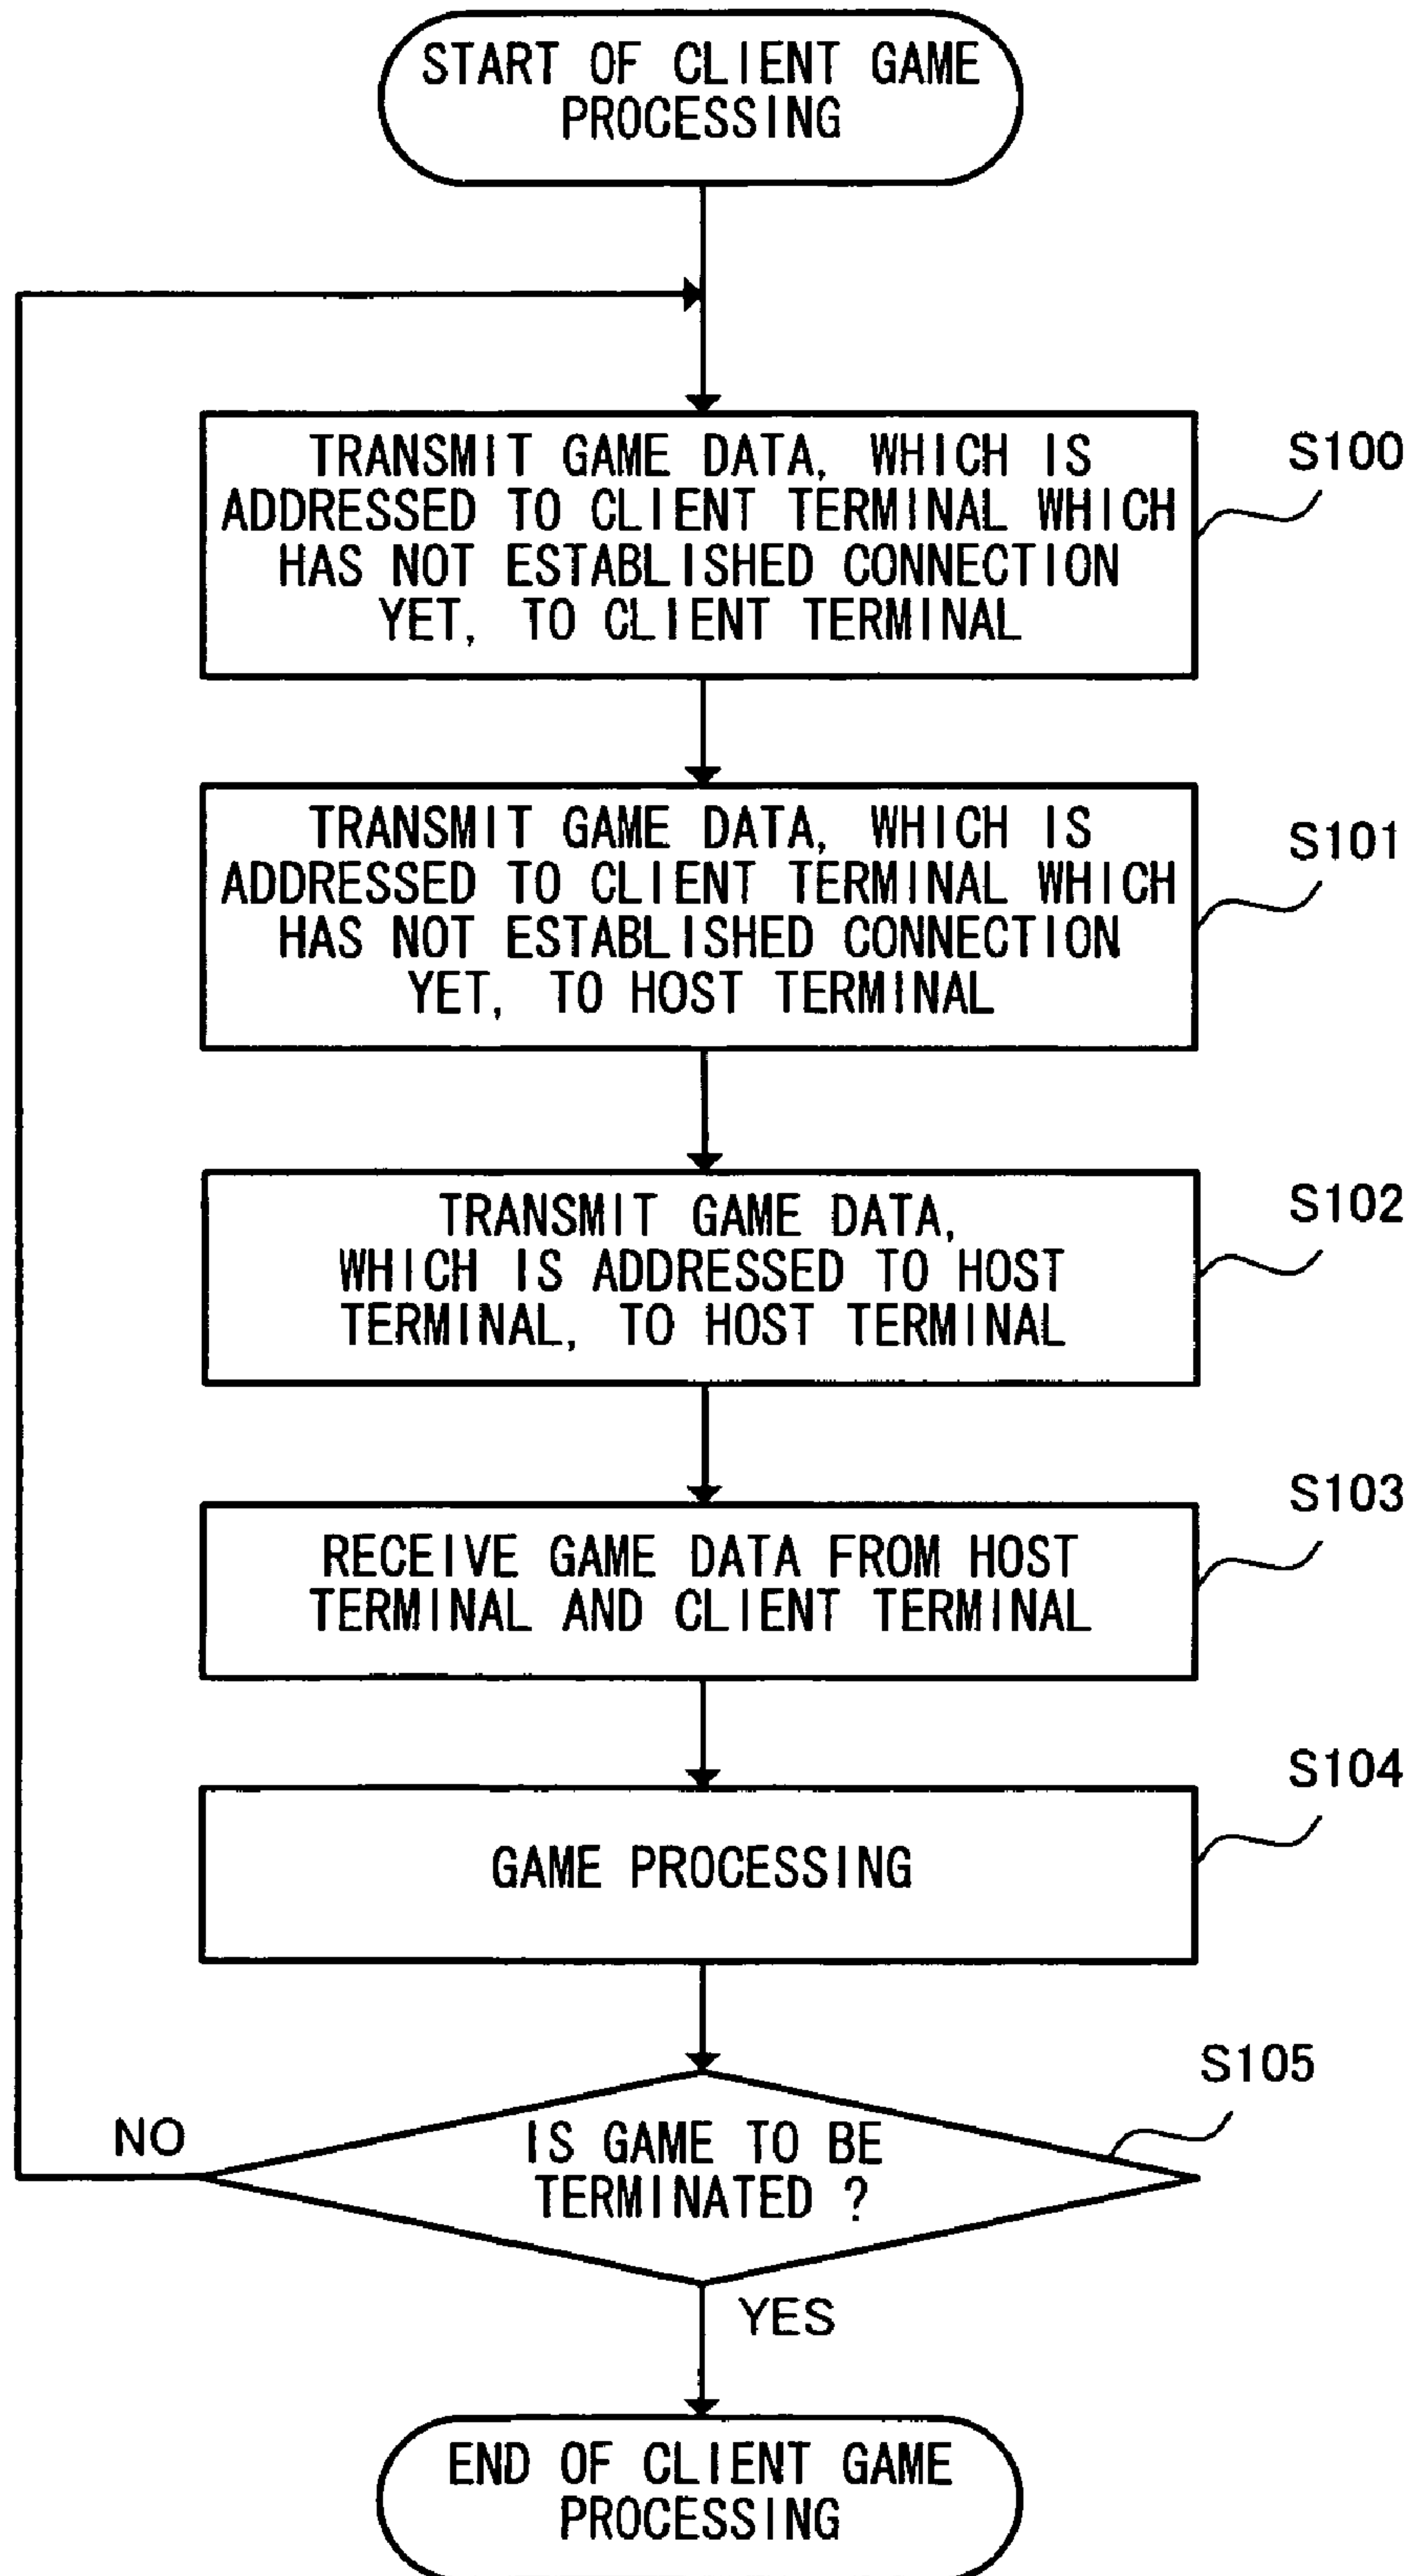 START OF CLIENT GAME
PROCESSING
TRANSMIT GAME DATA, WHICH IS
ADDRESSED TO CLIENT TERMINAL WHICH
HAS NOT ESTABLISHED CONNECTION
YET, TO CLIENT TERMINAL
S100
TRANSMIT GAME DATA, WHICH IS
ADDRESSED TO CLIENT TERMINAL WHICH
HAS NOT ESTABLISHED CONNECTION
YET, TO HOST TERMINAL
S101
TRANSMIT GAME DATA,
WHICH IS ADDRESSED TO HOST
TERMINAL, TO HOST TERMINAL
S102
RECEIVE GAME DATA FROM HOST
TERMINAL AND CLIENT TERMINAL
S103
GAME PROCESSING
S104
IS GAME TO BE
TERMINATED ?
S105
NO
YES
END OF CLIENT GAME
PROCESSING